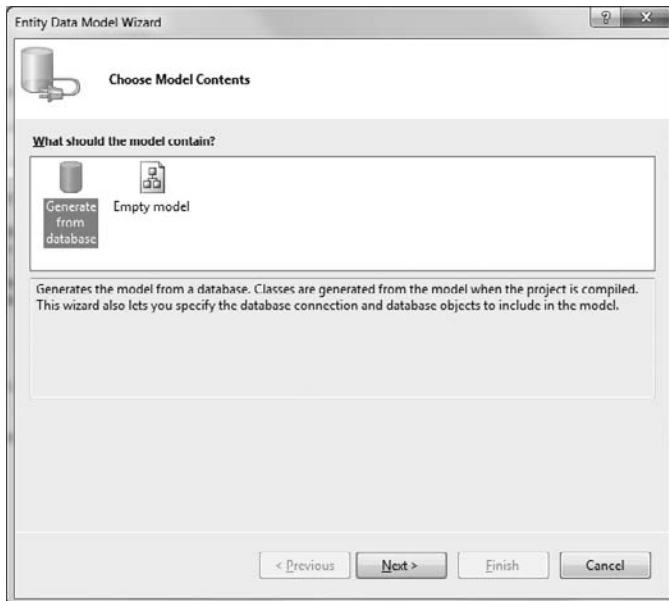 Entity Data Model Wizard
Choose Model Contents
What should the model contain?
Generate
from
database
Empty model
Generates the model from a database. Classes are generated from the model when the project is compiled.
This wizard also lets you specify the database connection and database objects to include in the model.
< Previous
Next >
Finish
Cancel